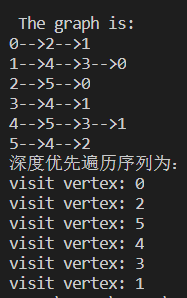 The graph is:
0-->2-->1
1-->4-->3-->0
2-->5-->0
3-->4-->1
4-->5-->3-->1
5-->4-->2
深度优先遍历序列为:
visit vertex: 0
visit vertex: 2
visit vertex: 5
visit vertex: 4
visit vertex: 3
visit vertex: 1